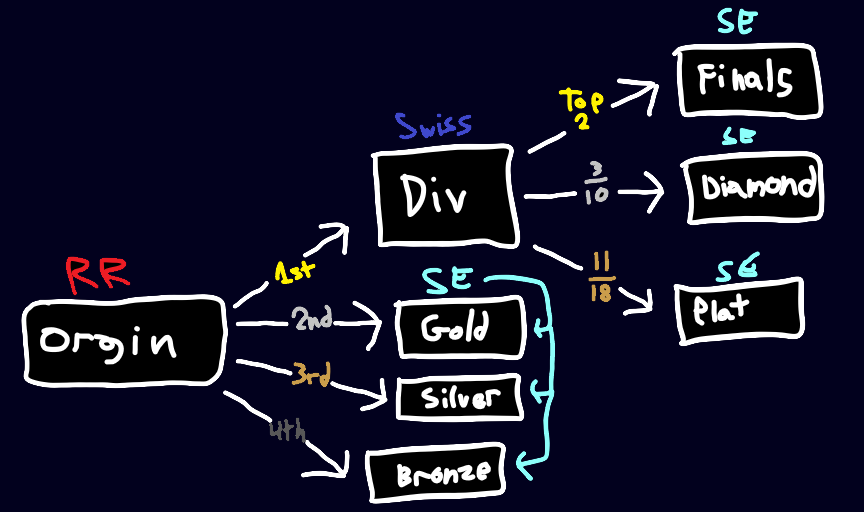 SE
Finals
Top
2
Swiss
SE
Div
3
10
Diamond
1st
11
18
SE
Plat
RR
SE
Orgin
2nd
Gold
3rd
Silver
4th
Bronze